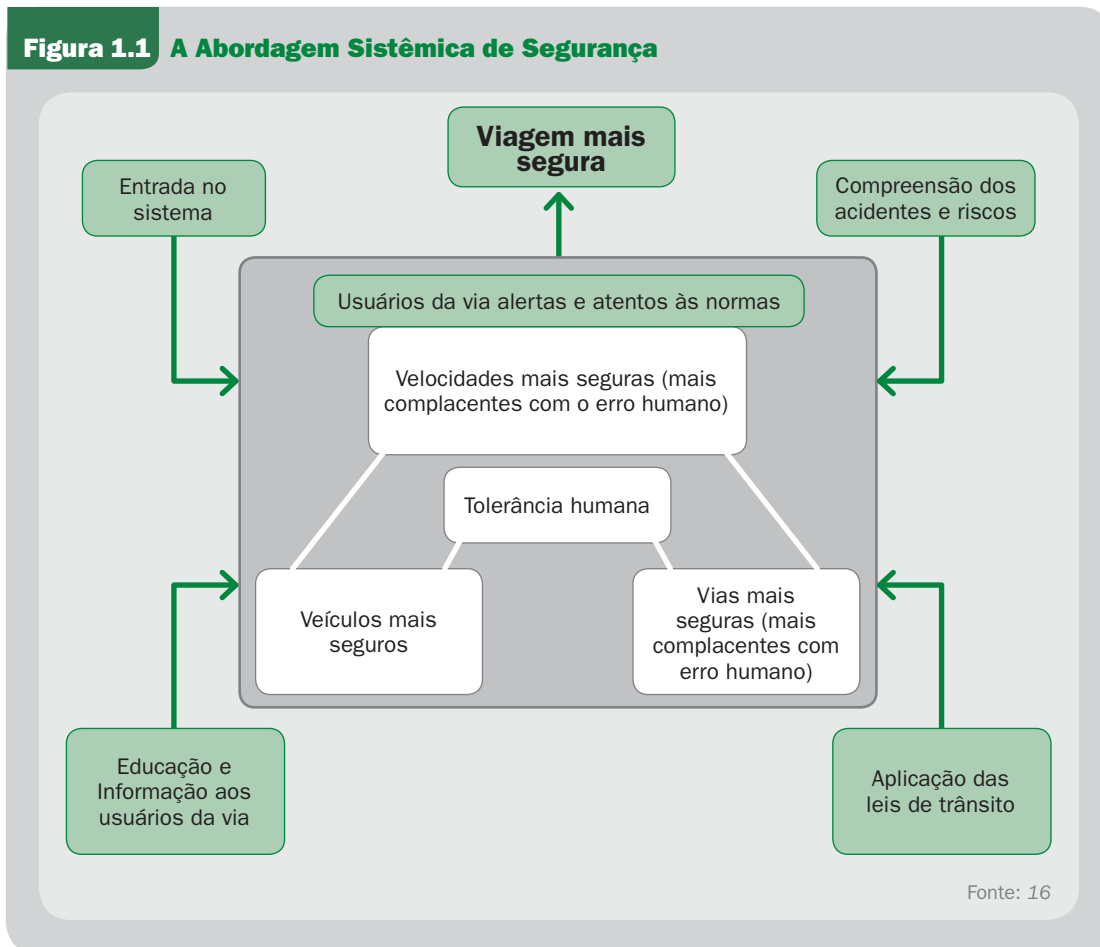 Figura 1.1 A Abordagem Sistêmica de Segurança
Viagem mais
segura
Entrada no
sistema
Compreensão dos
acidentes e riscos
Usuários da via alertas e atentos às normas
Velocidades mais seguras (mais
complacentes com o erro humano)
Tolerância humana
Veículos mais
seguros
Vias mais
seguras (mais
complacentes com
erro humano)
Educação e
Informação aos
usuários da via
Aplicação das
leis de trânsito
Fonte: 16